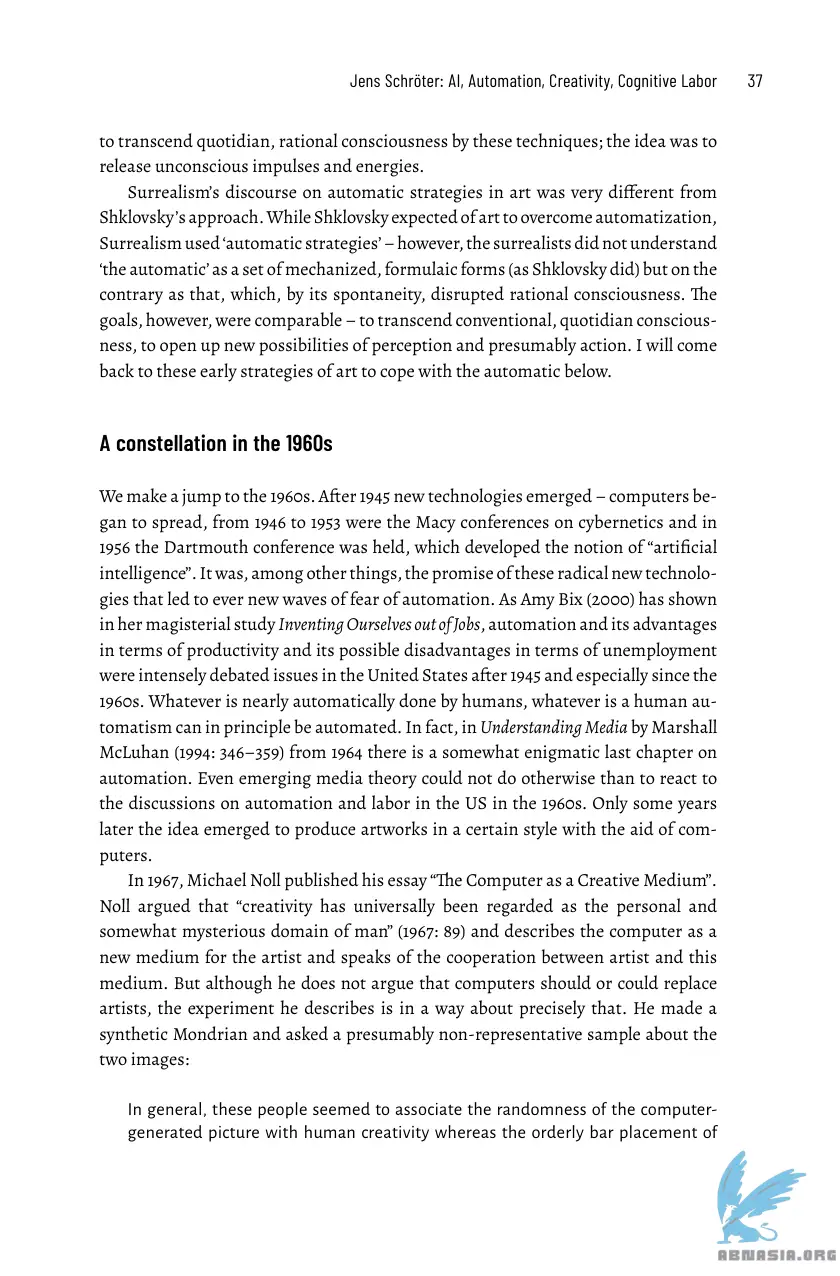 Jens Schröter: AI, Automation, Creativity, Cognitive Labor 37
to transcend quotidian, rational consciousness by these techniques; the idea was to
release unconscious impulses and energies.
Surrealism’s discourse on automatic strategies in art was very different from
Shklovsky’s approach. While Shklovsky expected of art to overcome automatization,
Surrealism used ‘automatic strategies’ – however, the surrealists did not understand
‘the automatic’ as a set of mechanized, formulaic forms (as Shklovsky did) but on the
contrary as that, which, by its spontaneity, disrupted rational consciousness. The
goals, however, were comparable – to transcend conventional, quotidian conscious-
ness, to open up new possibilities of perception and presumably action. I will come
back to these early strategies of art to cope with the automatic below.
A constellation in the 1960s
We make a jump to the 1960s. After 1945 new technologies emerged – computers be-
gan to spread, from 1946 to 1953 were the Macy conferences on cybernetics and in
1956 the Dartmouth conference was held, which developed the notion of “artificial
intelligence”. It was, among other things, the promise of these radical new technolo-
gies that led to ever new waves of fear of automation. As Amy Bix (2000) has shown
in her magisterial study Inventing Ourselves out of Jobs, automation and its advantages
in terms of productivity and its possible disadvantages in terms of unemployment
were intensely debated issues in the United States after 1945 and especially since the
1960s. Whatever is nearly automatically done by humans, whatever is a human au-
tomatism can in principle be automated. In fact, in Understanding Media by Marshall
McLuhan (1994: 346–359) from 1964 there is a somewhat enigmatic last chapter on
automation. Even emerging media theory could not do otherwise than to react to
the discussions on automation and labor in the US in the 1960s. Only some years
later the idea emerged to produce artworks in a certain style with the aid of com-
puters.
In 1967, Michael Noll published his essay “The Computer as a Creative Medium”.
Noll argued that “creativity has universally been regarded as the personal and
somewhat mysterious domain of man” (1967: 89) and describes the computer as a
new medium for the artist and speaks of the cooperation between artist and this
medium. But although he does not argue that computers should or could replace
artists, the experiment he describes is in a way about precisely that. He made a
synthetic Mondrian and asked a presumably non-representative sample about the
two images:
In general, these people seemed to associate the randomness of the computer-
generated picture with human creativity whereas the orderly bar placement of
ABNASIA.ORG